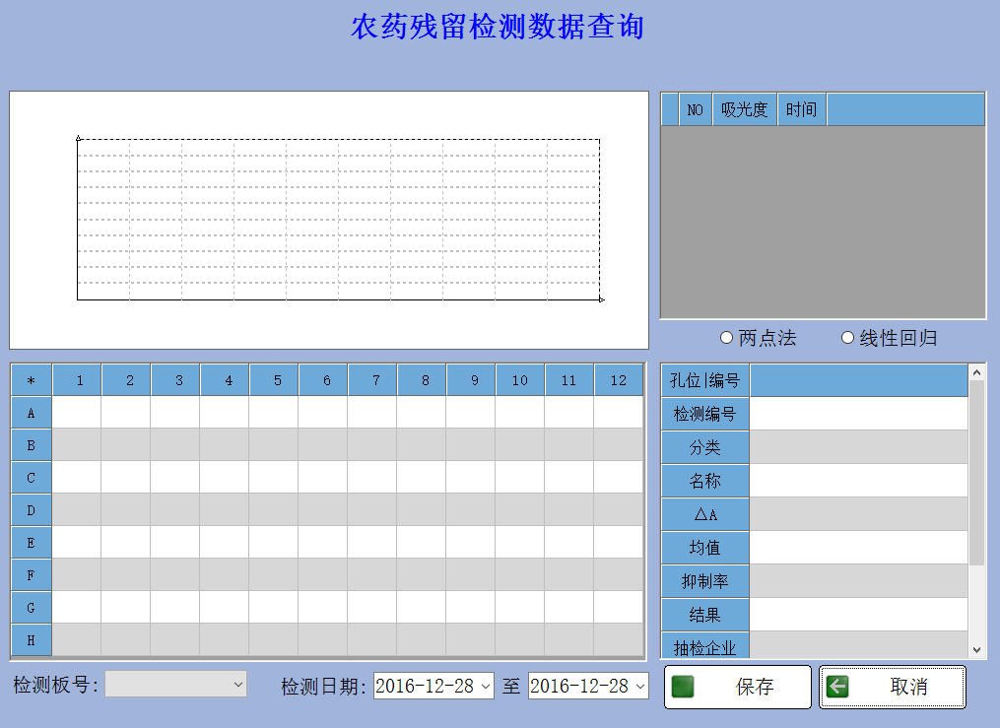 农药残留检测数据查询
NO 吸光度 时间
两点法 线性回归
* 1 2 3 4 5 6 7 8 9 10 11 12
A
B
C
D
E
F
G
H
孔位|编号
检测编号
分类
名称
△A
均值
抑制率
结果
抽检企业
检测板号: 检测日期: 2016-12-28 至 2016-12-28 保存 取消